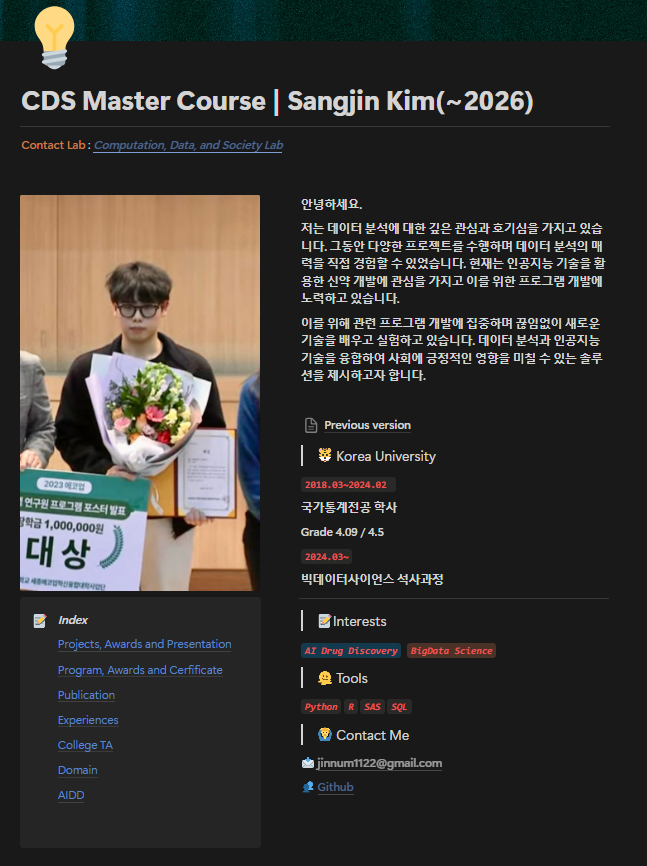 CDS Master Course | Sangjin Kim(~2026)
Contact Lab : Computation, Data, and Society Lab
안녕하세요.
저는 데이터 분석에 대한 깊은 관심과 호기심을 가지고 있습
니다. 그동안 다양한 프로젝트를 수행하며 데이터 분석의 매
력을 직접 경험할 수 있었습니다. 현재는 인공지능 기술을 활
용한 신약 개발에 관심을 가지고 이를 위한 프로그램 개발에
노력하고 있습니다.
이를 위해 관련 프로그램 개발에 집중하며 끊임없이 새로운
기술을 배우고 실험하고 있습니다. 데이터 분석과 인공지능
기술을 융합하여 사회에 긍정적인 영향을 미칠 수 있는 솔루
션을 제시하고자 합니다.
Previous version
Korea University
2018.03~2024.02
국가통계전공 학사
Grade 4.09 / 4.5
2024.03~
빅데이터사이언스 석사과정
Interests
AI Drug Discovery BigData Science
Tools
Python R SAS SQL
Contact Me
jinnum1122@gmail.com
Github
2023 에코업
연구원 프로그램 포스터 발표
장학금 1,000,000원
대상
Index
Projects, Awards and Presentation
Program, Awards and Cerfificate
Publication
Experiences
College TA
Domain
AIDD